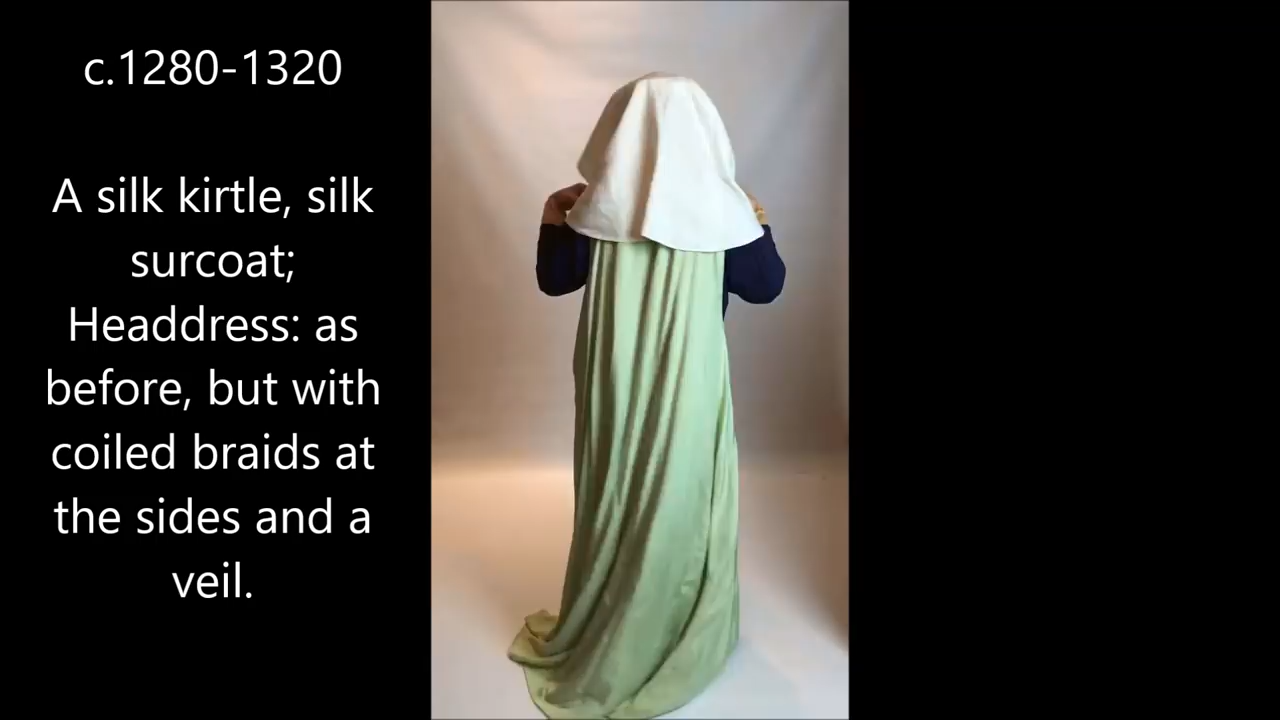 c.1280-1320
A silk kirtle, silk
surcoat;
Headdress: as
before, but with
coiled braids at
the sides and a
veil.